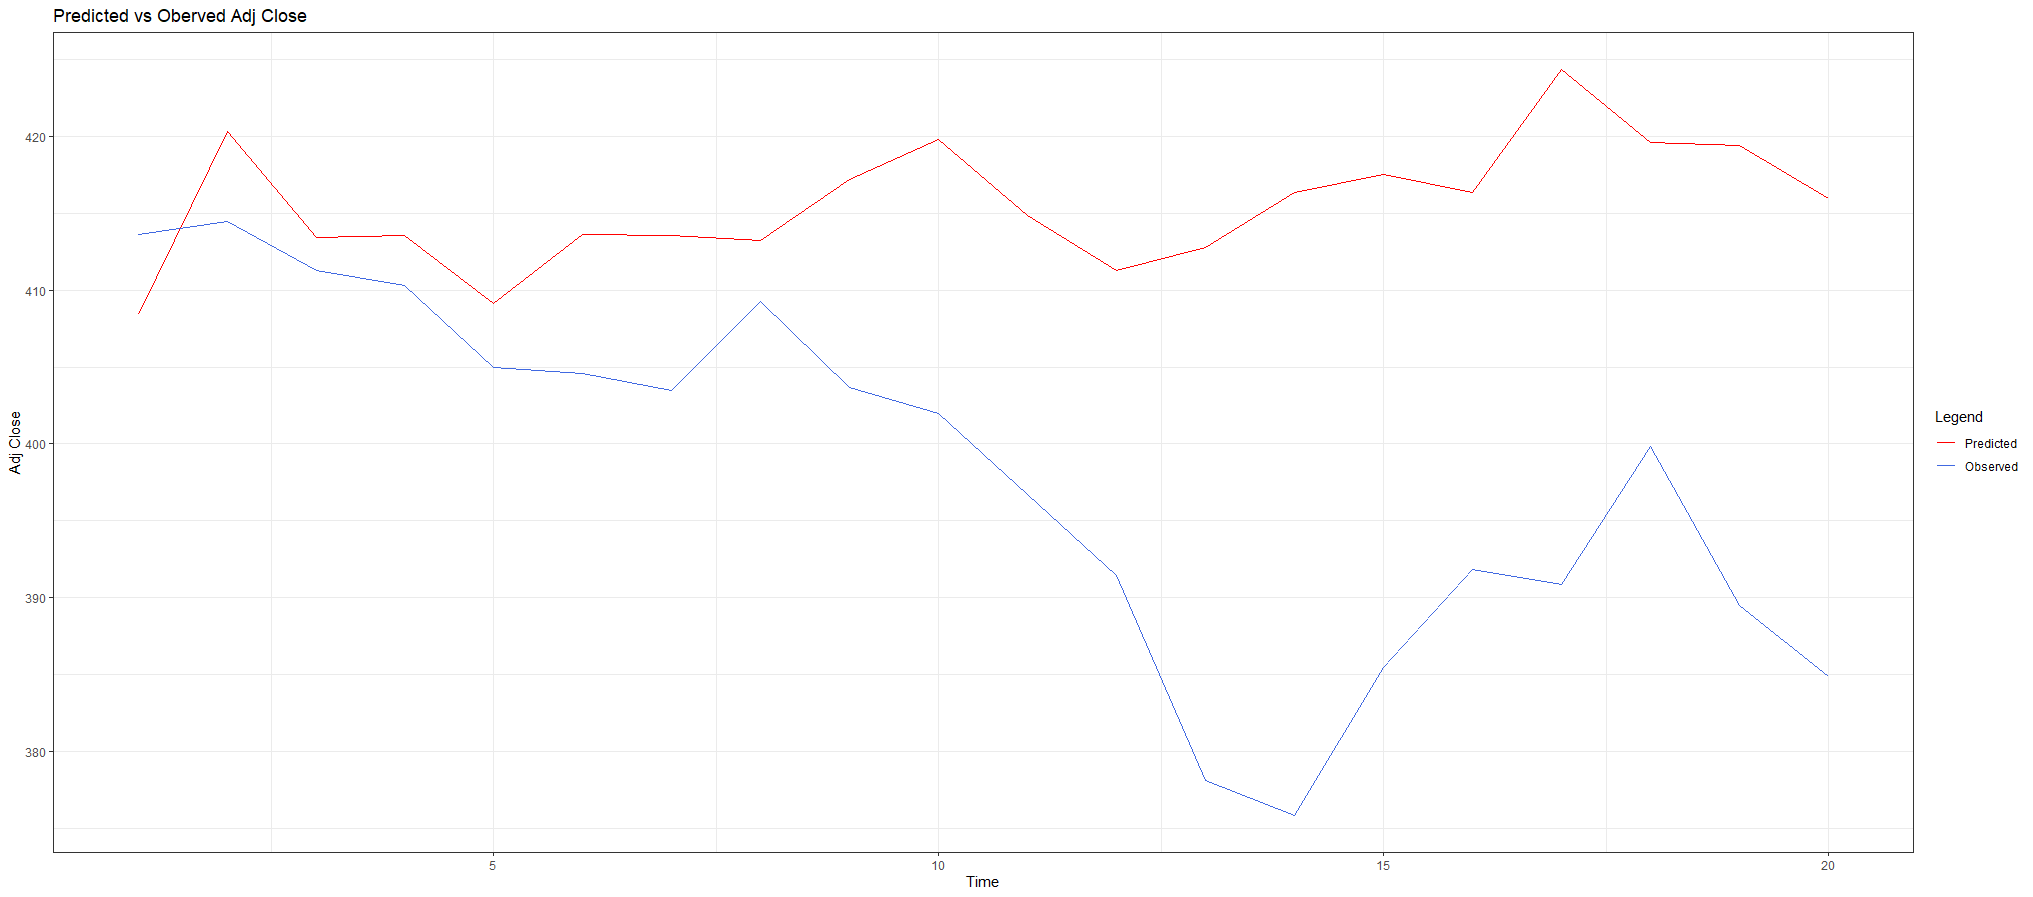 Predicted vs Oberved Adj Close
420
410
400
390
380
Adj Close
5 10 15 20
Time
Legend
Predicted
Observed